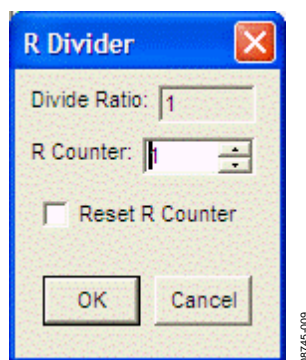 R Divider
Divide Ratio: 1
R Counter: 1
Reset R Counter
OK Cancel